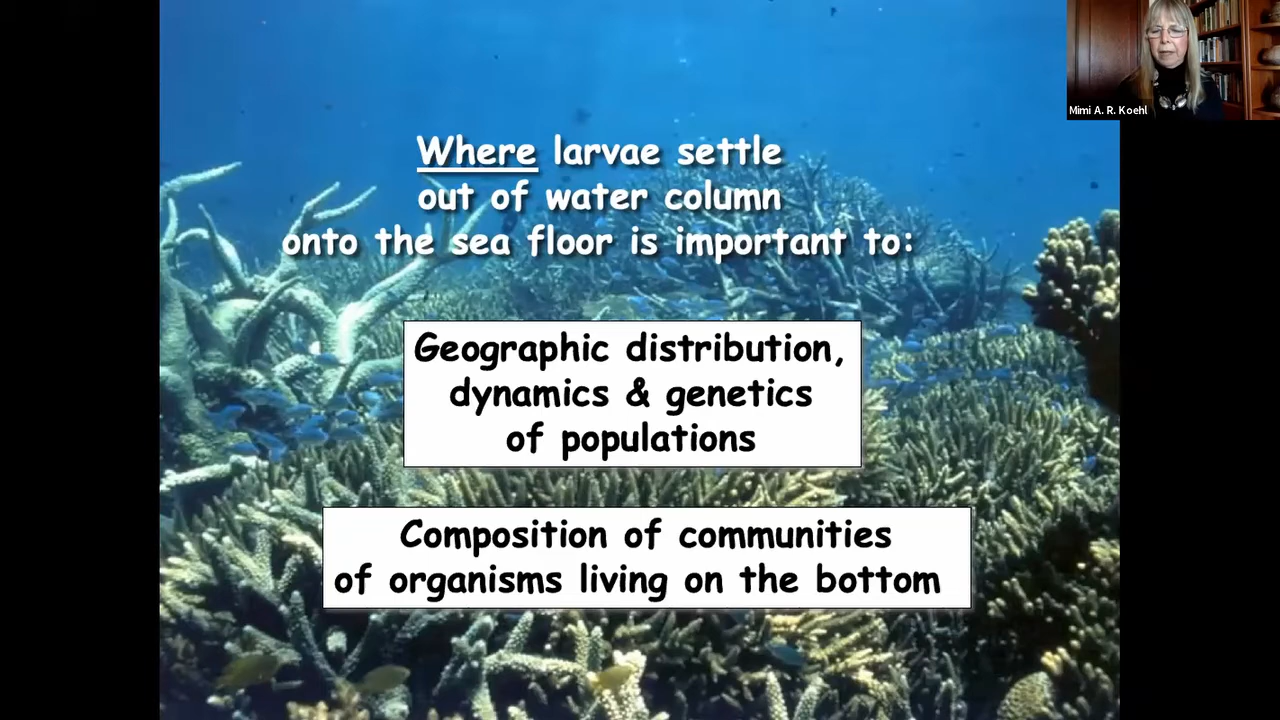 Where larvae settle
out of water column
onto the sea floor is important to:
Geographic distribution,
dynamics & genetics
of populations
Composition of communities
of organisms living on the bottom
Mimi A. R. Koehl